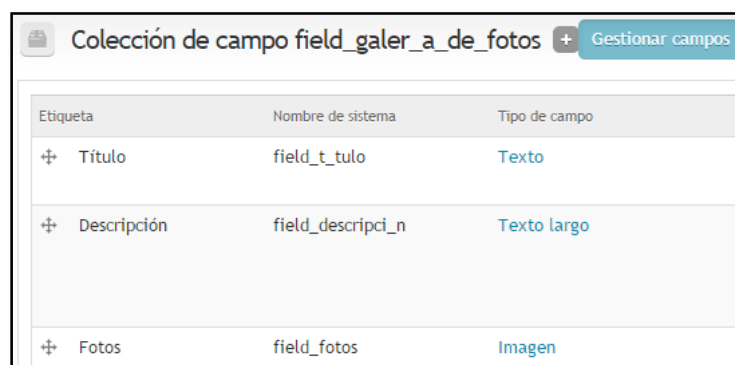 Colección de campo field_galer_a_de_fotos + Gestionar campos
Etiqueta Nombre de sistema Tipo de campo
Título field_t_tulo Texto
Descripción field_descripci_n Texto largo
Fotos field_fotos Imagen